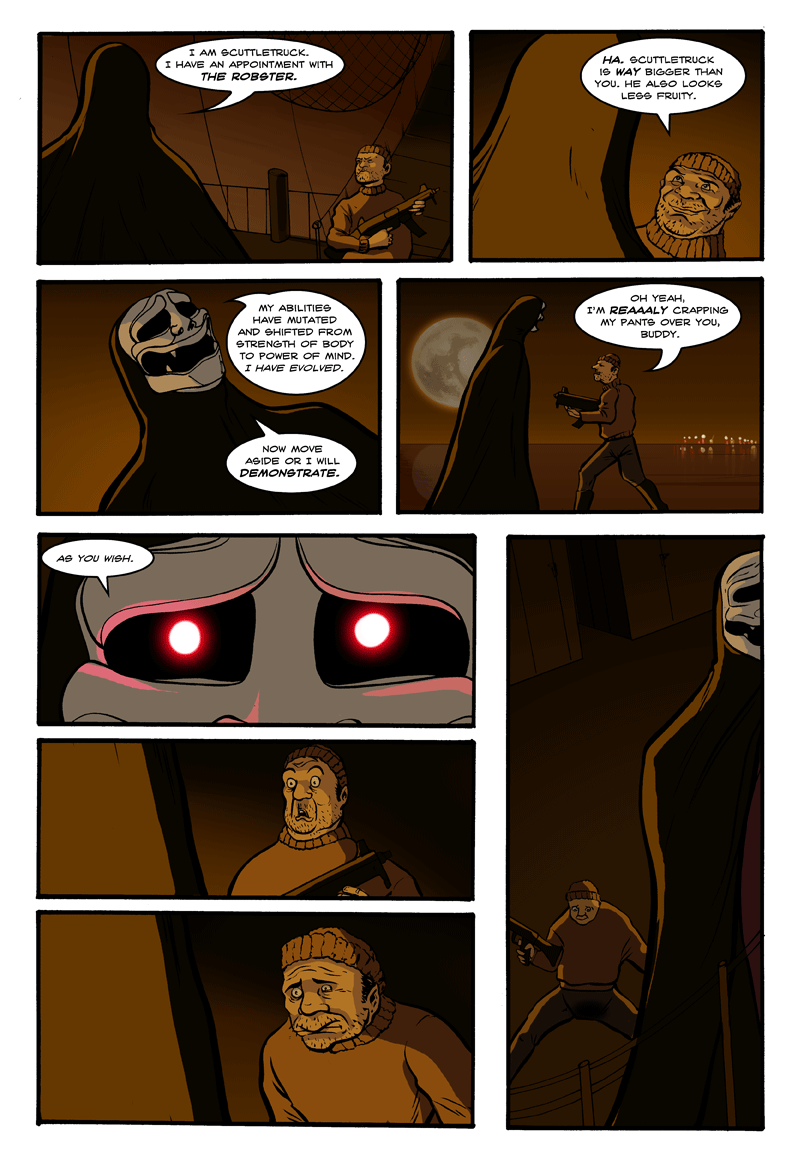 I AM SCUTTLETRUCK.
I HAVE AN APPOINTMENT WITH
THE ROBSTER.
HA. SCUTTLETRUCK
IS WAY BIGGER THAN
YOU. HE ALSO LOOKS
LESS FRUITY.
MY ABILITIES
HAVE MUTATED
AND SHIFTED FROM
STRENGTH OF BODY
TO POWER OF MIND.
I HAVE EVOLVED.
NOW MOVE
ASIDE OR I WILL
DEMONSTRATE.
OH YEAH,
I'M REAAALY CRAPPING
MY PANTS OVER YOU,
BUDDY.
AS YOU WISH.